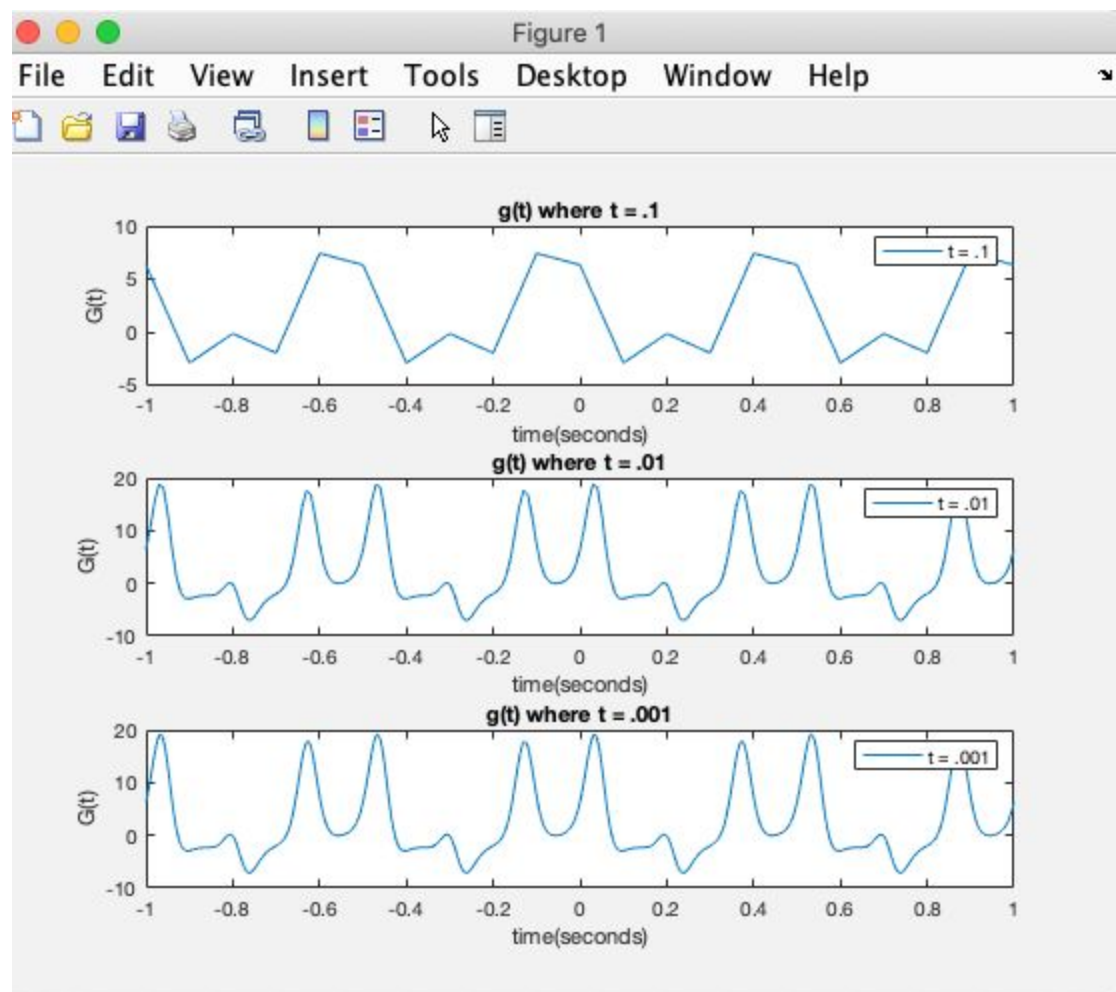 Figure 1
File Edit View Insert Tools Desktop Window Help
g(t) where t = .1
t = .1
10
5
0
-5
G(t)
-1 -0.8 -0.6 -0.4 -0.2 0 0.2 0.4 0.6 0.8 1
time(seconds)
g(t) where t = .01
t = .01
20
10
0
-10
G(t)
-1 -0.8 -0.6 -0.4 -0.2 0 0.2 0.4 0.6 0.8 1
time(seconds)
g(t) where t = .001
t = .001
20
10
0
-10
G(t)
-1 -0.8 -0.6 -0.4 -0.2 0 0.2 0.4 0.6 0.8 1
time(seconds)